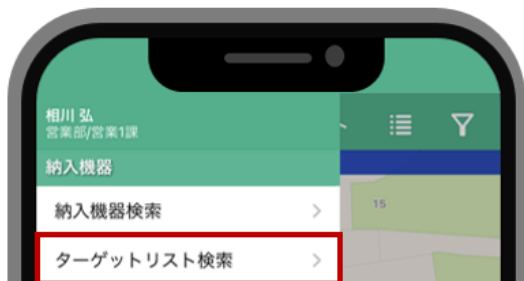 相川 弘
営業部/営業1課
納入機器
納入機器検索
15
ターゲットリスト検索